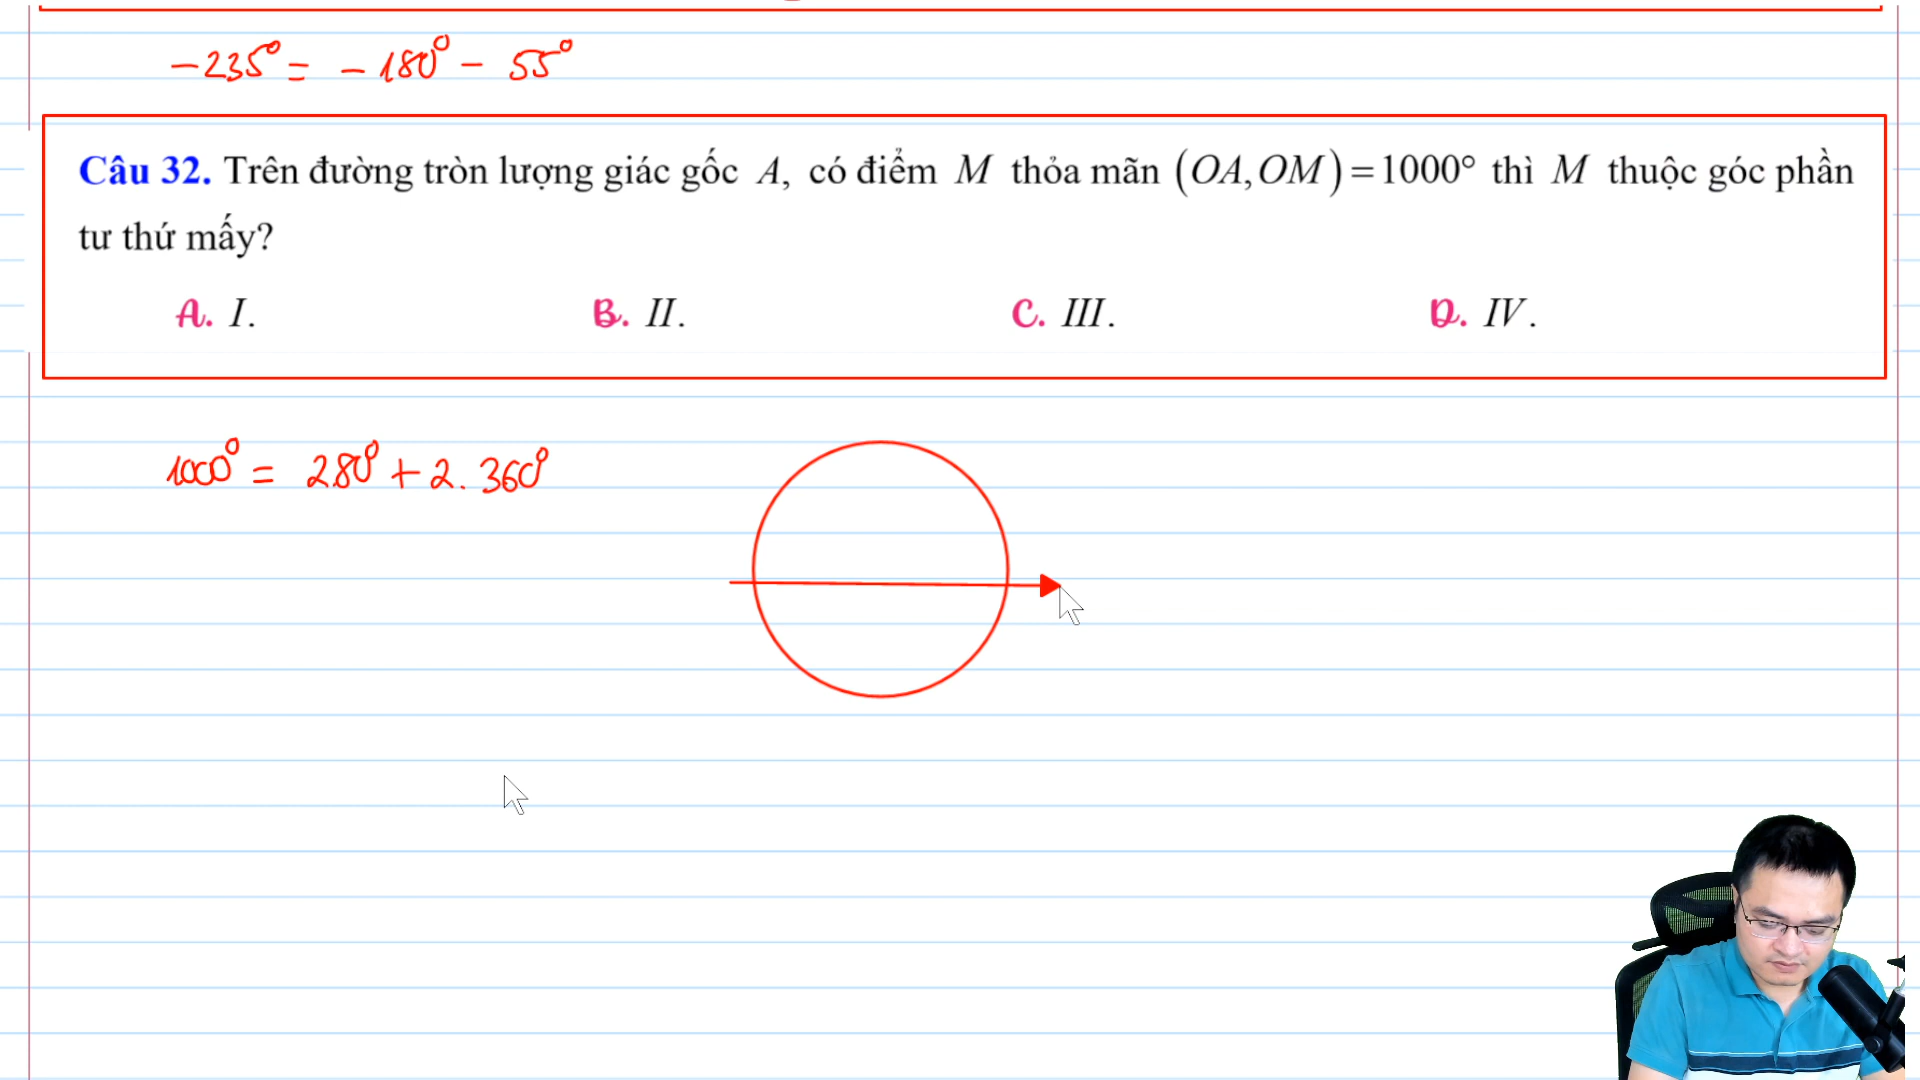 -235° = -180° - 55°
Câu 32. Trên đường tròn lượng giác gốc A, có điểm M thỏa mãn (OA,OM)=1000° thì M thuộc góc phần
tư thứ mấy?
A. I. B. II. C. III. D. IV.
1000° = 280° + 2.360°